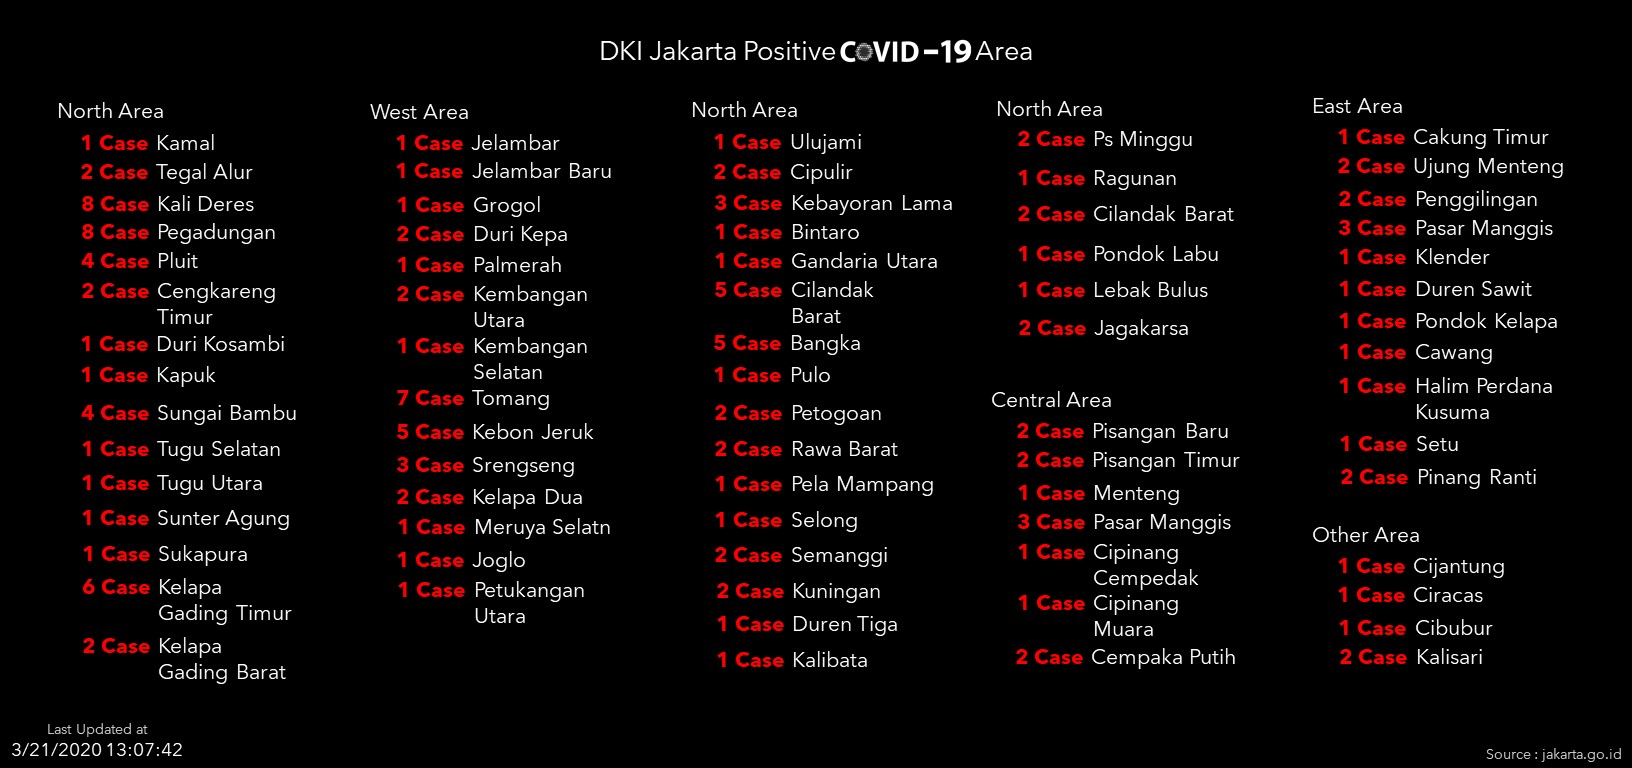 DKI Jakarta Positive COVID-19 Area
North Area
1 Case Kamal
2 Case Tegal Alur
8 Case Kali Deres
8 Case Pegadungan
4 Case Pluit
2 Case Cengkareng
Timur
1 Case Duri Kosambi
1 Case Kapuk
4 Case Sungai Bambu
1 Case Tugu Selatan
1 Case Tugu Utara
1 Case Sunter Agung
1 Case Sukapura
6 Case Kelapa
Gading Timur
2 Case Kelapa
Gading Barat
West Area
1 Case Jelambar
1 Case Jelambar Baru
1 Case Grogol
2 Case Duri Kepa
1 Case Palmerah
2 Case Kembangan
Utara
1 Case Kembangan
Selatan
7 Case Tomang
5 Case Kebon Jeruk
3 Case Srengseng
2 Case Kelapa Dua
1 Case Meruya Selatn
1 Case Joglo
1 Case Petukangan
Utara
North Area
1 Case Ulujami
2 Case Cipulir
3 Case Kebayoran Lama
1 Case Bintaro
1 Case Gandaria Utara
5 Case Cilandak
Barat
5 Case Bangka
1 Case Pulo
2 Case Petogoan
2 Case Rawa Barat
1 Case Pela Mampang
1 Case Selong
2 Case Semanggi
2 Case Kuningan
1 Case Duren Tiga
1 Case Kalibata
North Area
2 Case Ps Minggu
1 Case Ragunan
2 Case Cilandak Barat
1 Case Pondok Labu
1 Case Lebak Bulus
2 Case Jagakarsa
Central Area
2 Case Pisangan Baru
2 Case Pisangan Timur
1 Case Menteng
3 Case Pasar Manggis
1 Case Cipinang
Cempedak
1 Case Cipinang
Muara
2 Case Cempaka Putih
East Area
1 Case Cakung Timur
2 Case Ujung Menteng
2 Case Penggilingan
3 Case Pasar Manggis
1 Case Klender
1 Case Duren Sawit
1 Case Pondok Kelapa
1 Case Cawang
1 Case Halim Perdana
Kusuma
1 Case Setu
2 Case Pinang Ranti
Other Area
1 Case Cijantung
1 Case Ciracas
1 Case Cibubur
2 Case Kalisari
Last Updated at
3/21/2020 13:07:42
Source : jakarta.go.id